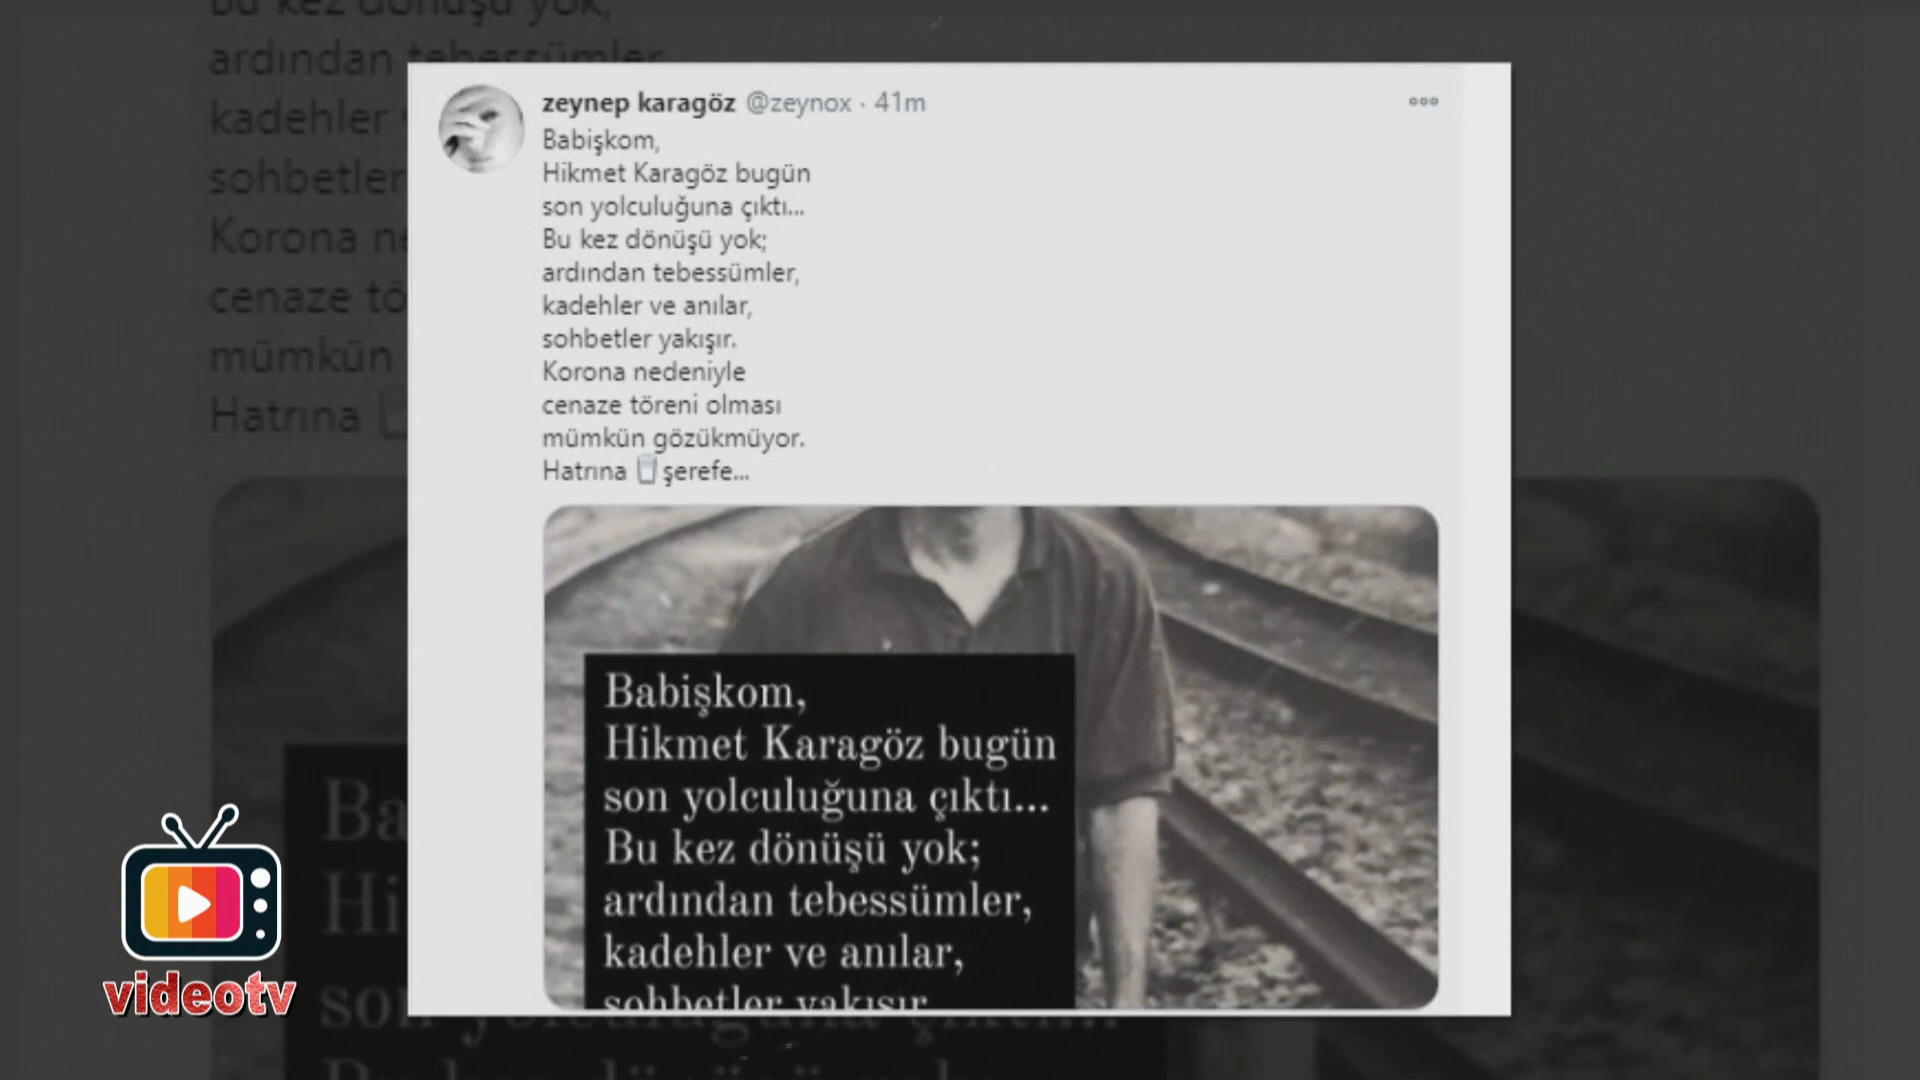 zeynep karagöz @zeynox · 41m
Babişkom,
Hikmet Karagöz bugün
son yolculuğuna çıktı...
Bu kez dönüşü yok;
ardından tebessümler,
kadehler ve anılar,
sohbetler yakışır.
Korona nedeniyle
cenaze töreni olması
mümkün gözükmüyor.
Hatrına 🥛 şerefe...
Babişkom,
Hikmet Karagöz bugün
son yolculuğuna çıktı...
Bu kez dönüşü yok;
ardından tebessümler,
kadehler ve anılar,
sohbetler yakışır.
videotv